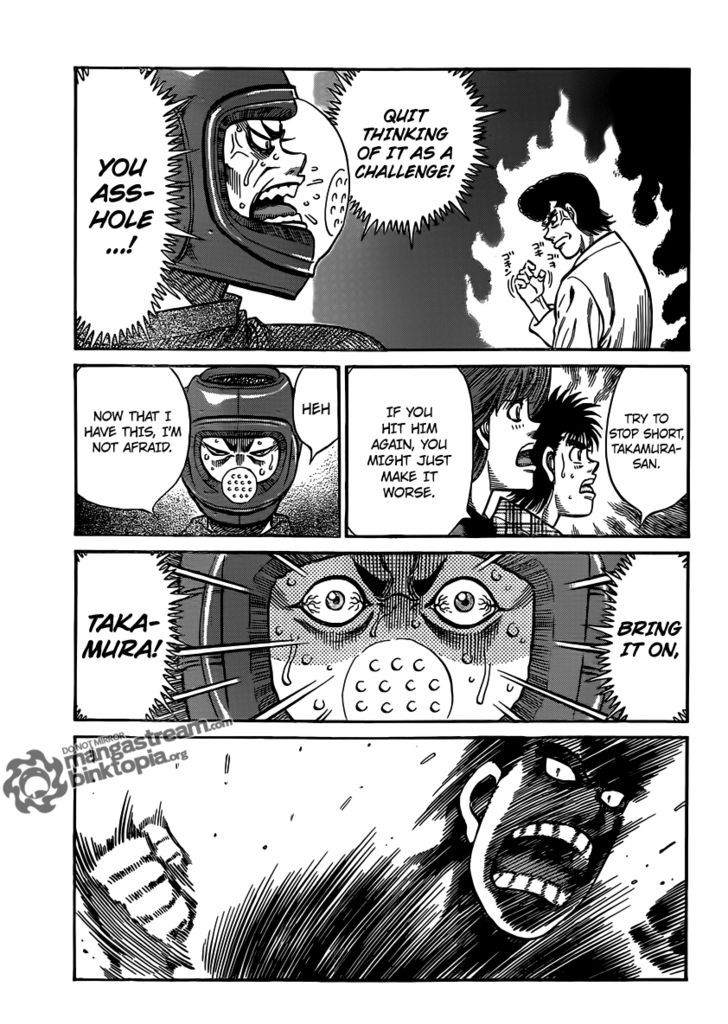 QUIT
THINKING
OF IT AS A
CHALLENGE!
YOU
ASS-
HOLE
...!
TRY TO
STOP SHORT,
TAKAMURA-
SAN.
IF YOU
HIT HIM
AGAIN, YOU
MIGHT JUST
MAKE IT
WORSE.
HEH
NOW THAT I
HAVE THIS, I'M
NOT AFRAID.
BRING
IT ON,
TAKA-
MURA!
DO NOT MIRROR
mangastream.com
binktopia.org